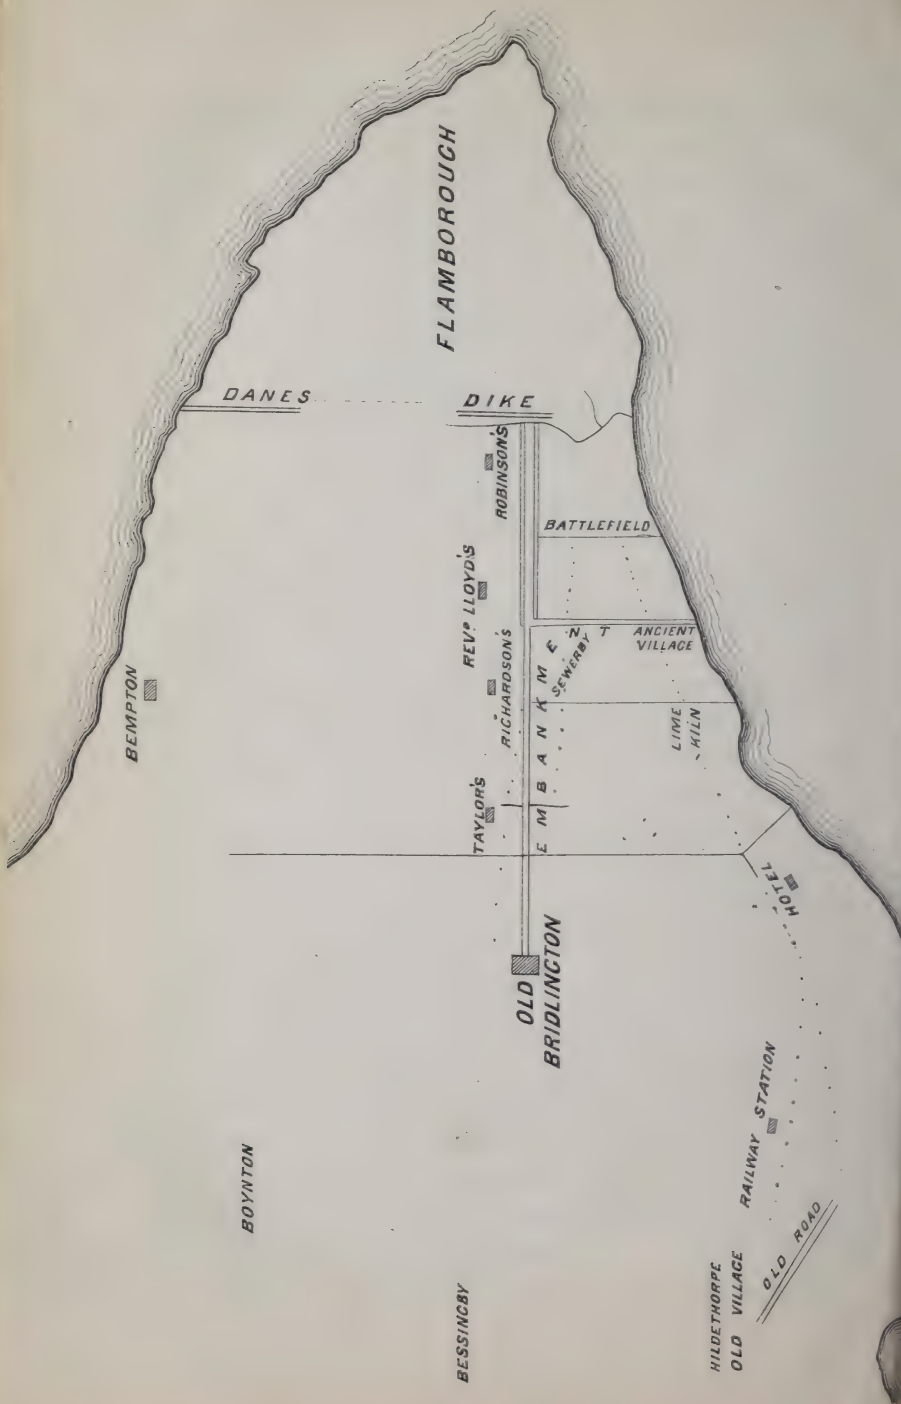 FLAMBOROUGH
DANES DIKE
ROBINSON'S
BATTLEFIELD
REVD. LLOYD'S
RICHARDSON'S
ANCIENT
VILLAGE
SEWERBY
EMBANKMENT
BEMPTON
LIME
KILN
TAYLOR'S
HOTEL
OLD
BRIDLINGTON
RAILWAY STATION
BOYNTON
OLD ROAD
BESSINGBY
HILDETHORPE
OLD VILLAGE